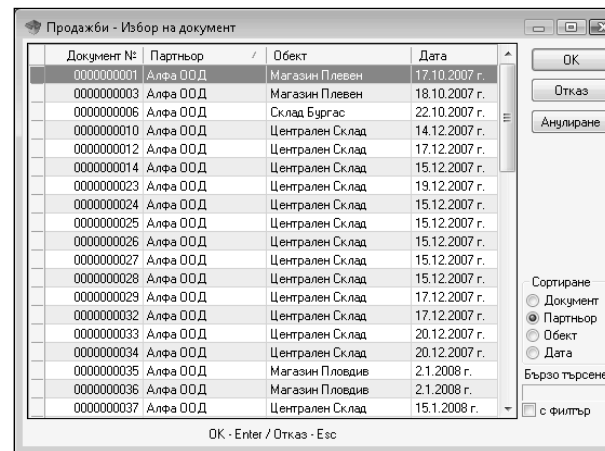 Продажби - Избор на документ
Документ № Партньор / Обект Дата
0000000001 Алфа ООД Магазин Плевен 17.10.2007 г.
0000000003 Алфа ООД Магазин Плевен 18.10.2007 г.
0000000006 Алфа ООД Склад Бургас 22.10.2007 г.
0000000010 Алфа ООД Централен Склад 14.12.2007 г.
0000000012 Алфа ООД Централен Склад 17.12.2007 г.
0000000014 Алфа ООД Централен Склад 15.12.2007 г.
0000000023 Алфа ООД Централен Склад 19.12.2007 г.
0000000024 Алфа ООД Централен Склад 15.12.2007 г.
0000000025 Алфа ООД Централен Склад 15.12.2007 г.
0000000026 Алфа ООД Централен Склад 15.12.2007 г.
0000000027 Алфа ООД Централен Склад 15.12.2007 г.
0000000028 Алфа ООД Централен Склад 15.12.2007 г.
0000000029 Алфа ООД Централен Склад 17.12.2007 г.
0000000032 Алфа ООД Централен Склад 17.12.2007 г.
0000000033 Алфа ООД Централен Склад 20.12.2007 г.
0000000034 Алфа ООД Централен Склад 20.12.2007 г.
0000000035 Алфа ООД Магазин Пловдив 2.1.2008 г.
0000000036 Алфа ООД Магазин Пловдив 2.1.2008 г.
0000000037 Алфа ООД Централен Склад 15.1.2008 г.
OK
Отказ
Анулиране
Сортиране
Документ
Партньор
Обект
Дата
Бързо търсене
с филтър
OK - Enter / Отказ - Esc